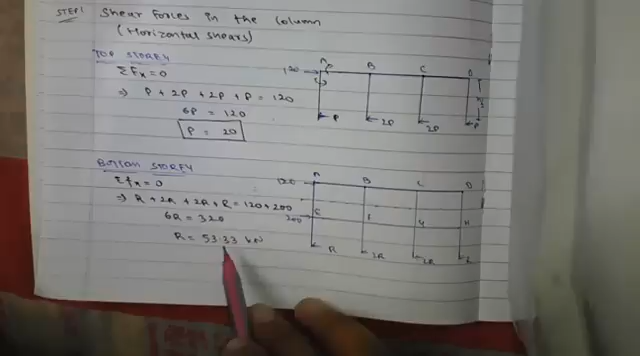 STEP1 Shear forces in the column
(Horizontal shears)
TOP STOREY
Σfx=0
⇒ P + 2P + 2P + P = 120
6P = 120
P = 20
120 B C D
P 2P 2P P
BOTTOM STOREY
Σfx=0
⇒ R + 2R + 2R + R = 120+200
6R = 320
R = 53.33 kN
120 A B C D
200 H
R 2R 2R R